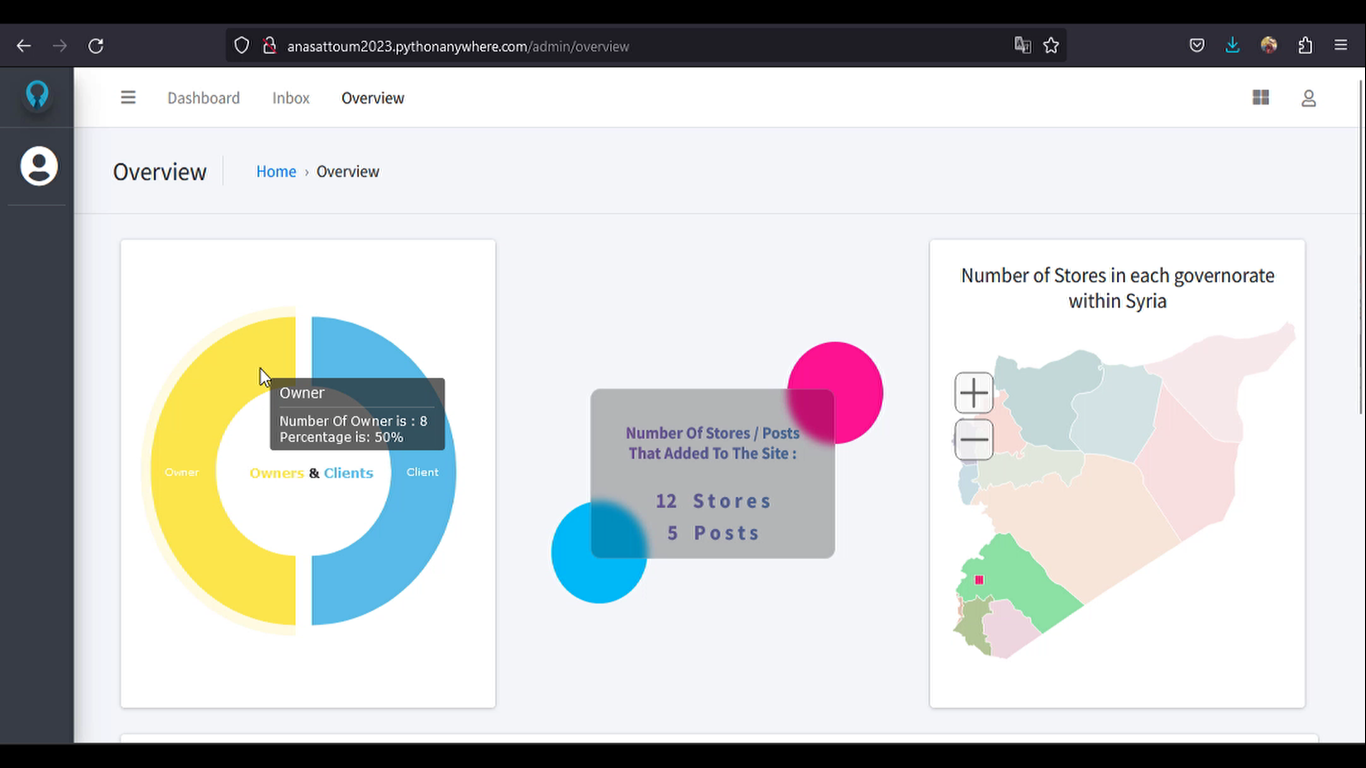 anasattoum2023.pythonanywhere.com/admin/overview
Dashboard
Inbox
Overview
Overview
Home › Overview
Owner
Number Of Owner is : 8
Percentage is: 50%
Owner
Owners & Clients
Client
Number Of Stores / Posts
That Added To The Site :
12 Stores
5 Posts
Number of Stores in each governorate
within Syria